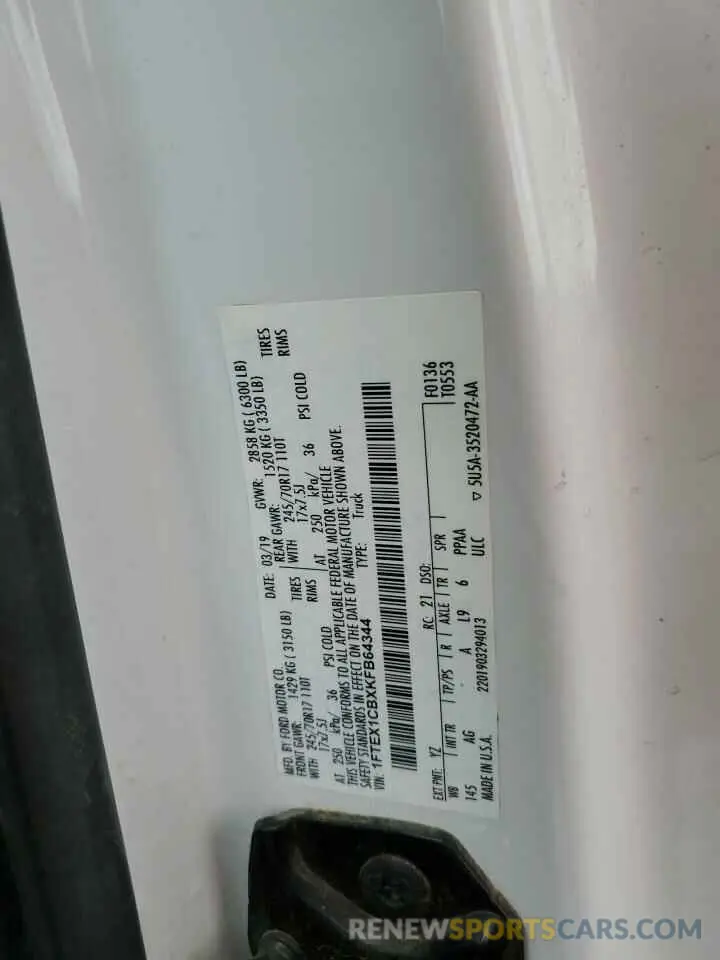 MFD. BY FORD MOTOR CO.
DATE: 03/19 GVWR: 2858 KG ( 6300 LB)
FRONT GAWR: 1429 KG ( 3150 LB) REAR GAWR: 1520 KG ( 3350 LB)
WITH 245/70R17 110T TIRES WITH 245/70R17 110T TIRES
17x7.5J RIMS 17x7.5J RIMS
AT 250 kPa/ 36 PSI COLD AT 250 kPa/ 36 PSI COLD
THIS VEHICLE CONFORMS TO ALL APPLICABLE FEDERAL MOTOR VEHICLE
SAFETY STANDARDS IN EFFECT ON THE DATE OF MANUFACTURE SHOWN ABOVE.
VIN: 1FTEX1CBXKFB64344 TYPE: Truck
F0136
T0553
EXT PNT: YZ RC: 21 DSO:
WB INT TR TP/PS R AXLE TR SPR
145 AG A L9 6 PPAA
MADE IN U.S.A. 2201903294013 ULC ▽ 5U5A-3520472-AA
RENEWSPORTSCARS.COM